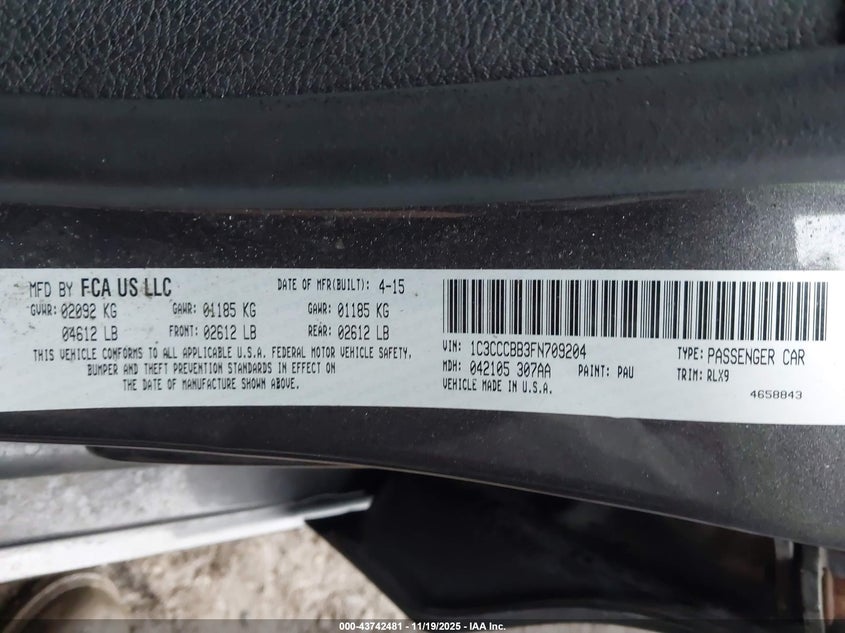 MFD BY FCA US LLC DATE OF MFR(BUILT): 4-15
GVWR: 02092 KG GAWR: 01185 KG GAWR: 01185 KG
04612 LB FRONT: 02612 LB REAR: 02612 LB
THIS VEHICLE CONFORMS TO ALL APPLICABLE U.S.A. FEDERAL MOTOR VEHICLE SAFETY,
BUMPER AND THEFT PREVENTION STANDARDS IN EFFECT ON
THE DATE OF MANUFACTURE SHOWN ABOVE.
VIN: 1C3CCCBB3FN709204 TYPE: PASSENGER CAR
MDH: 042105 307AA PAINT: PAU TRIM: RLX9
VEHICLE MADE IN U.S.A.
4658843
000-43742481 - 11/19/2025 - IAA Inc.